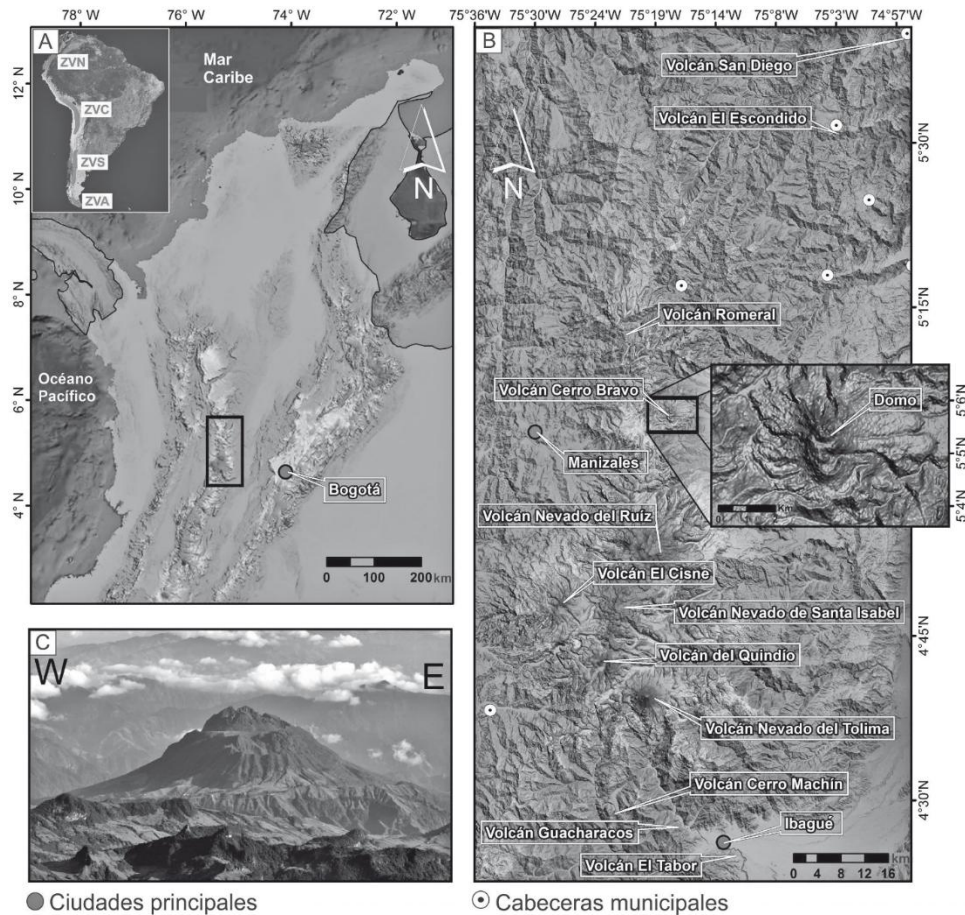 78° W
76° W
74° W
72° W
A
ZVN
ZVC
ZVS
ZVA
Mar
Caribe
12° N
10° N
8° N
6° N
4° N
N
Océano
Pacífico
Bogotá
0
50
100
200
km
C
W
E
75°36'W
75°30'W
75°24'W
75°19'W
75°8'W
75°3'W
74°57'W
B
Volcán San Diego
Volcán El Escondido
5°30'N
N
5°15'N
Volcán Romeral
Volcán Cerro Bravo
Domo
5°6'N
5°5'N
5°4'N
Manizales
Volcán Nevado del Ruíz
Volcán El Cisne
Volcán Nevado de Santa Isabel
4°45'N
Volcán del Quindío
Volcán Nevado del Tolima
Volcán Cerro Machín
4°30'N
Ibagué
Volcán Guacharacos
Volcán El Tabor
0 2 4 8 12 16
km
Ciudades principales
Cabeceras municipales